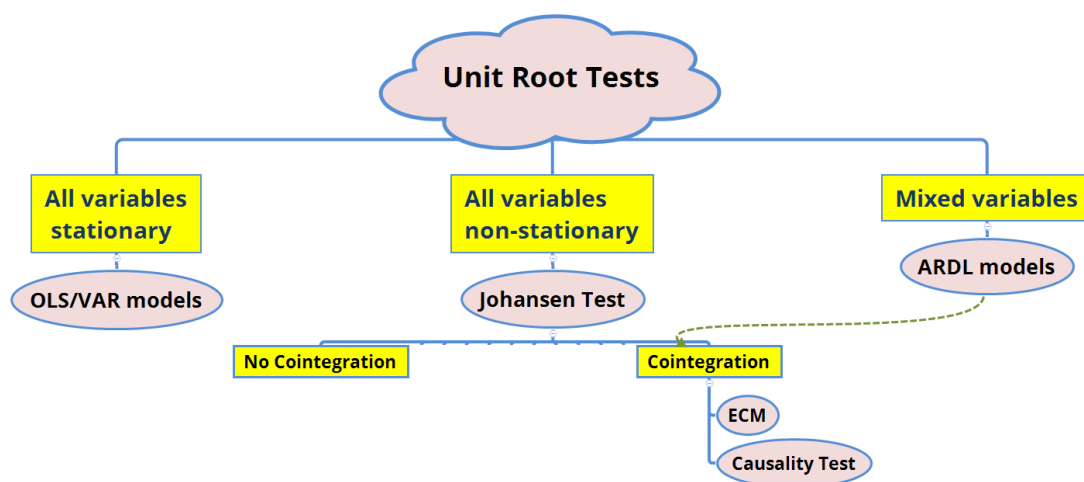 Unit Root Tests
All variables
stationary
All variables
non-stationary
Mixed variables
OLS/VAR models
Johansen Test
ARDL models
No Cointegration
Cointegration
ECM
Causality Test